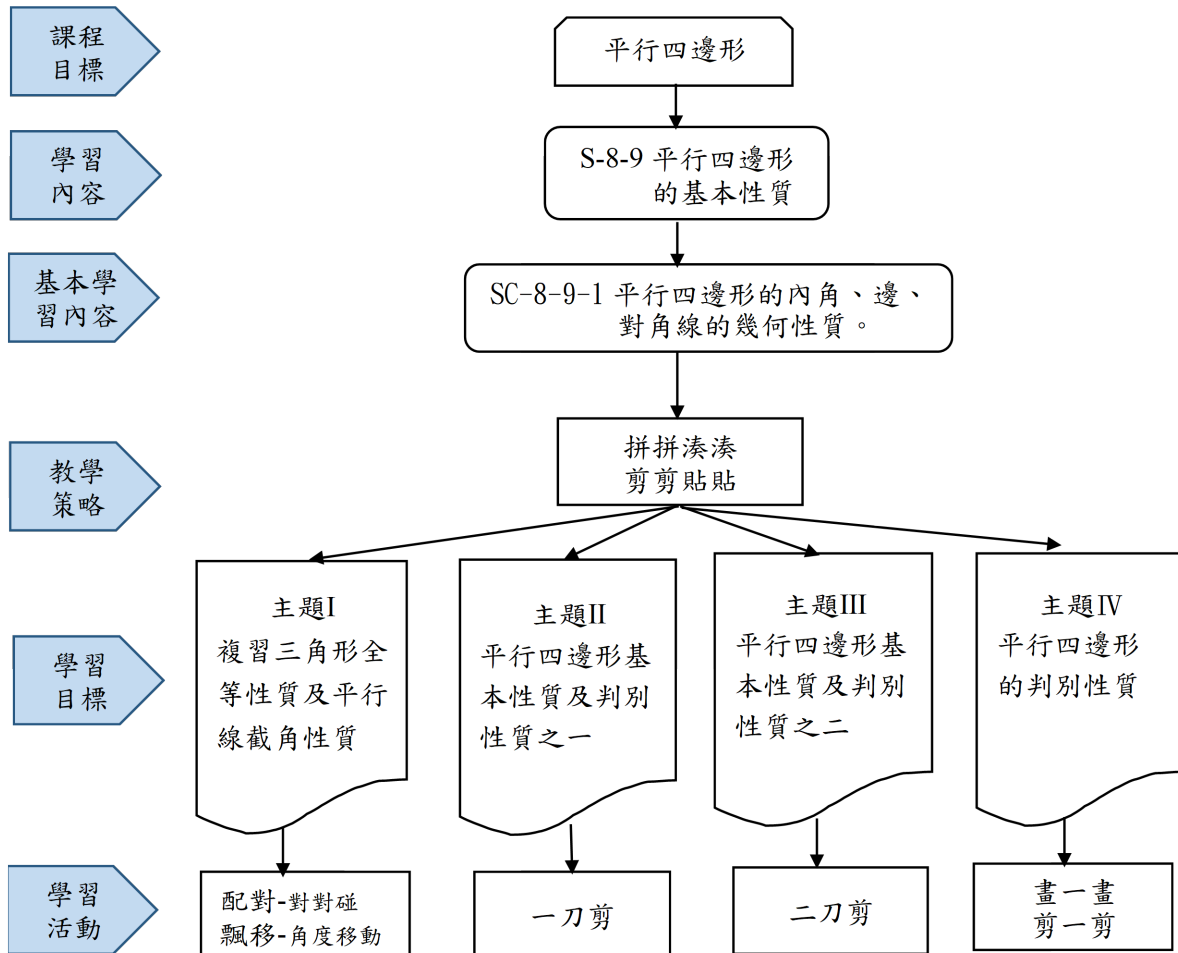 課程
目標
平行四邊形
學習
內容
S-8-9 平行四邊形
的基本性質
基本學
習內容
SC-8-9-1 平行四邊形的內角、邊、
對角線的幾何性質。
教學
策略
拼拼湊湊
剪剪貼貼
學習
目標
主題I
複習三角形全
等性質及平行
線截角性質
主題II
平行四邊形基
本性質及判別
性質之一
主題III
平行四邊形基
本性質及判別
性質之二
主題IV
平行四邊形
的判別性質
學習
活動
配對-對對碰
飄移-角度移動
一刀剪
二刀剪
畫一畫
剪一剪